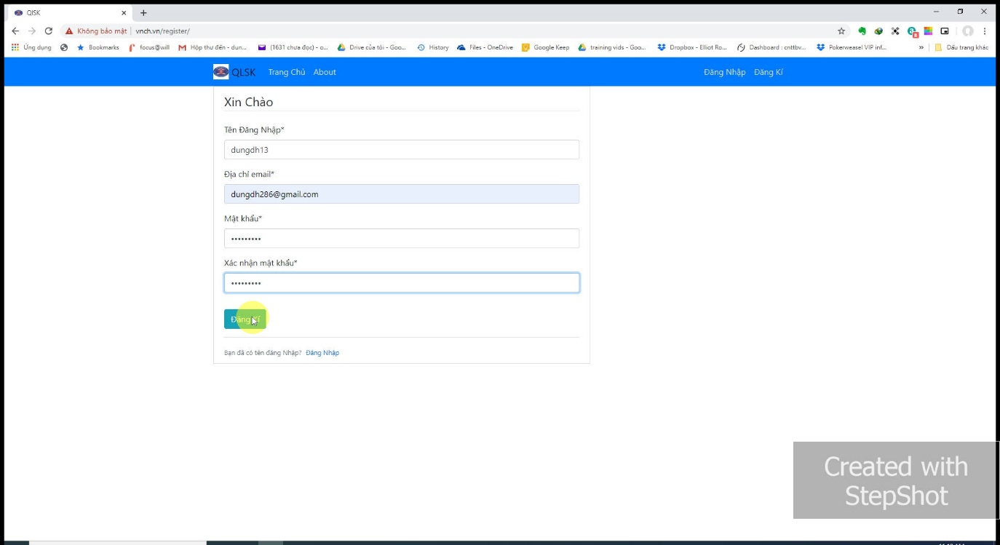 QlSK
Không bảo mật | vnch.vn/register/
Ứng dụng Bookmarks focus@will Hộp thư đến - dun... (1631 chưa đọc) - o... Drive của tôi - Goo... History Files - OneDrive Google Keep training vids - Goo... Dropbox - Elliot Ro... Dashboard : cnttbv... Pokerweasel VIP inf... » Dấu trang khác
QLSK Trang Chủ About Đăng Nhập Đăng Kí
Xin Chào
Tên Đăng Nhập*
dungdh13
Địa chỉ email*
dungdh286@gmail.com
Mật khẩu*
•••••••••
Xác nhận mật khẩu*
•••••••••
Đăng Kí
Bạn đã có tên đăng Nhập? Đăng Nhập
Created with
StepShot